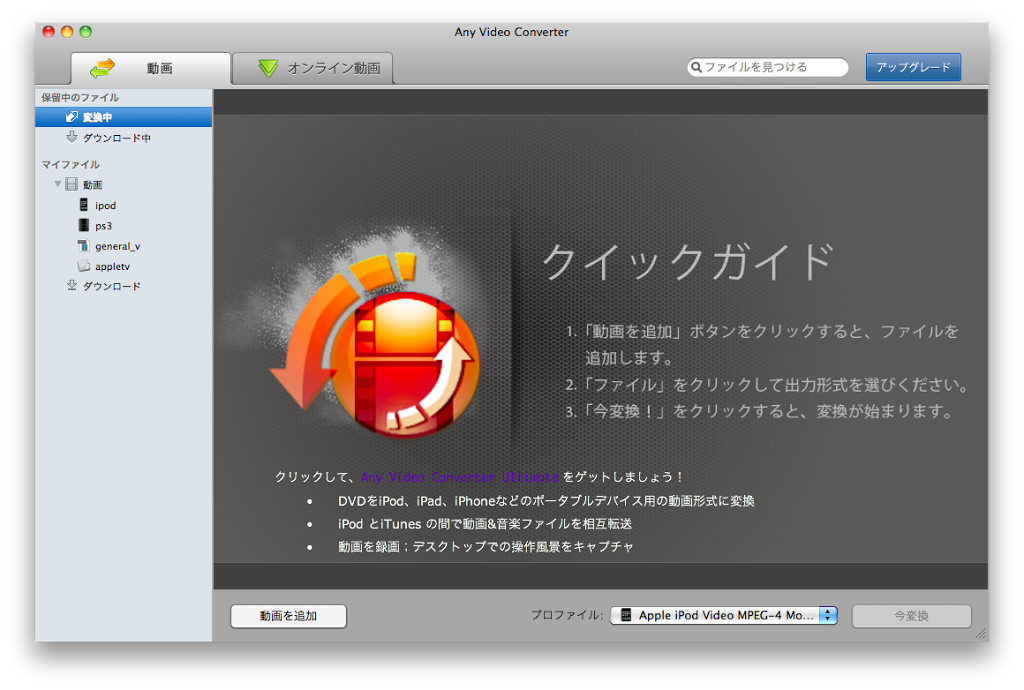 Any Video Converter
動画
オンライン動画
ファイルを見つける
アップグレード
保留中のファイル
変換中
ダウンロード中
マイファイル
動画
ipod
ps3
general_v
appletv
ダウンロード
クイックガイド
1.「動画を追加」ボタンをクリックすると、ファイルを
追加します。
2.「ファイル」をクリックして出力形式を選びください。
3.「今変換！」をクリックすると、変換が始まります。
クリックして、Any Video Converter Ultimate をゲットしましょう！
• DVDをiPod、iPad、iPhoneなどのポータブルデバイス用の動画形式に変換
• iPod とiTunes の間で動画&音楽ファイルを相互転送
• 動画を録画；デスクトップでの操作風景をキャプチャ
動画を追加
プロファイル:
Apple iPod Video MPEG-4 Mo...
今変換